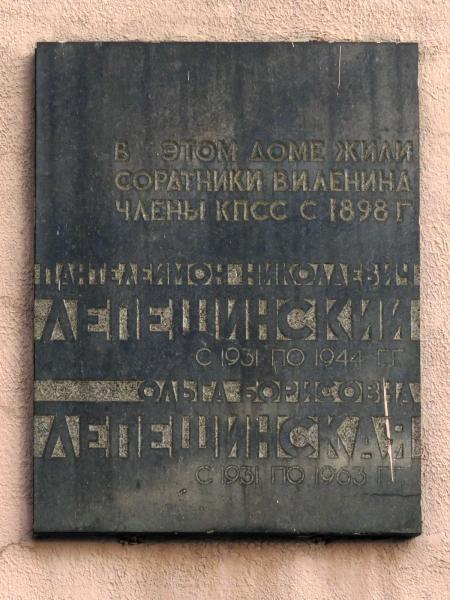 В ЭТОМ ДОМЕ ЖИЛИ
СОРАТНИКИ В.И.ЛЕНИНА
ЧЛЕНЫ КПСС С 1898 Г
ПАНТЕЛЕЙМОН НИКОЛАЕВИЧ
ЛЕПЕШИНСКИЙ
С 1931 ПО 1944 Г.Г.
ОЛЬГА БОРИСОВНА
ЛЕПЕШИНСКАЯ
С 1931 ПО 1963 Г.Г.